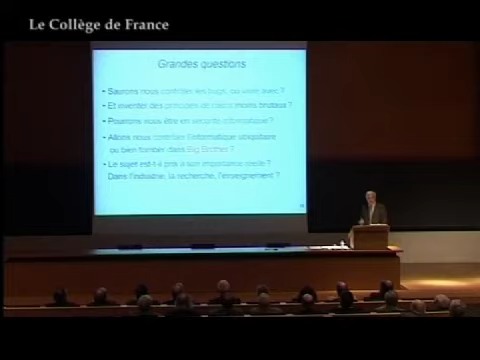 Le Collège de France
Grandes questions
• Saurons nous contrôler les bugs, ou vivre avec ?
• Et inventer des principes de calcul moins brutaux ?
• Pourrons nous être en sécurité informatique ?
• Allons nous contrôler l'informatique ubiquitaire
ou bien tomber dans Big Brother ?
• Le sujet est-t-il pris à son importance réelle ?
Dans l'industrie, la recherche, l'enseignement ?